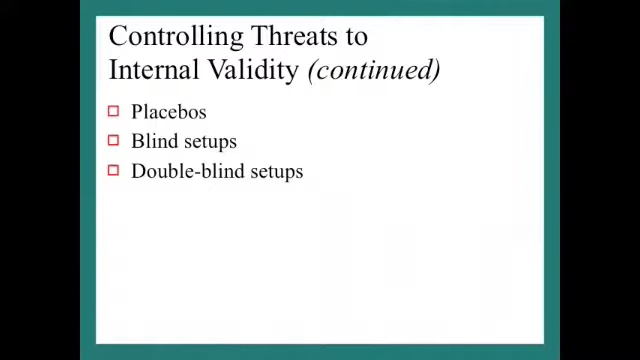 Controlling Threats to
Internal Validity (continued)
Placebos
Blind setups
Double-blind setups